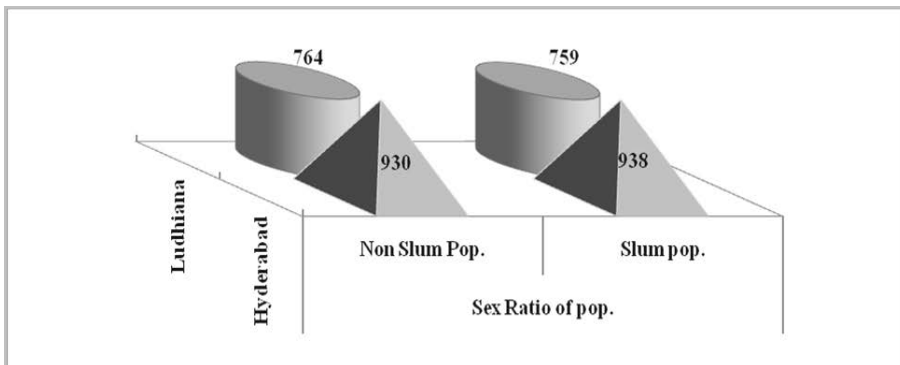 764
759
930
938
Ludhiana
Hyderabad
Non Slum Pop.
Slum pop.
Sex Ratio of pop.